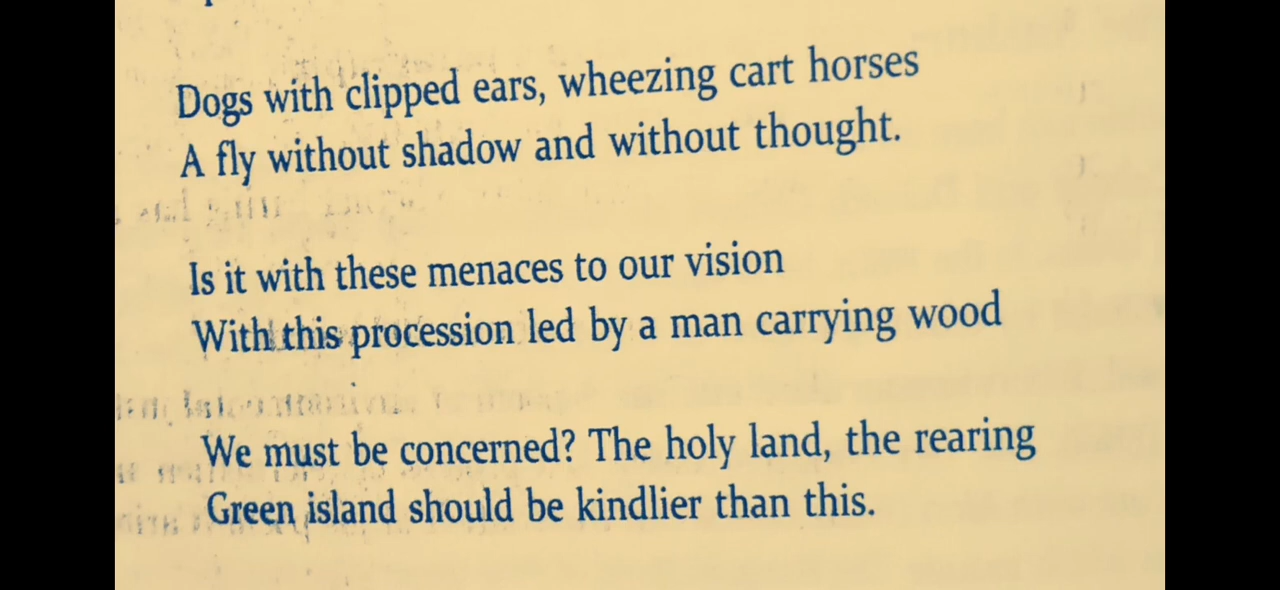 Dogs with clipped ears, wheezing cart horses
A fly without shadow and without thought.
Is it with these menaces to our vision
With this procession led by a man carrying wood
We must be concerned? The holy land, the rearing
Green island should be kindlier than this.